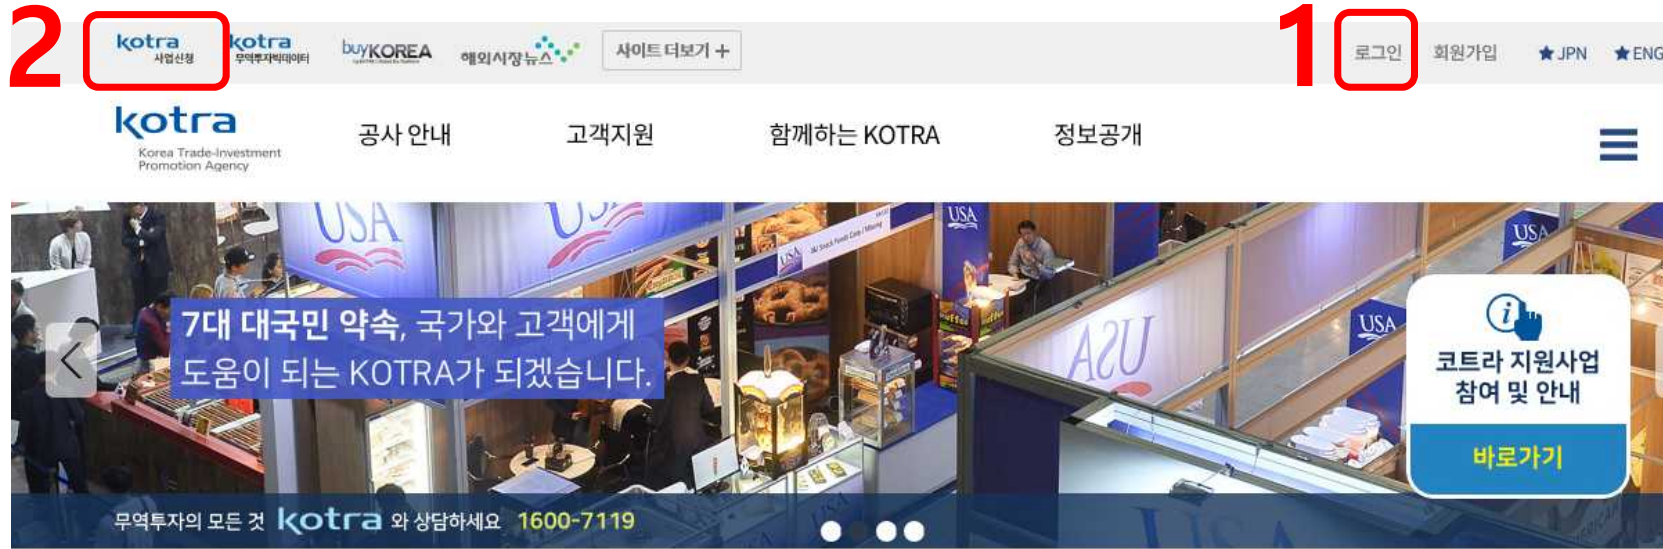 2
kotra
사업신청
kotra
무역투자빅데이터
buyKOREA
해외시장뉴스
사이트 더보기 +
1
로그인
회원가입
★ JPN
★ ENG
kotra
Korea Trade-Investment
Promotion Agency
공사 안내
고객지원
함께하는 KOTRA
정보공개
USA
USA
USA
USA
USA
USA
USA
7대 대국민 약속, 국가와 고객에게
도움이 되는 KOTRA가 되겠습니다.
i
코트라 지원사업
참여 및 안내
바로가기
무역투자의 모든 것 kotra 와 상담하세요 1600-7119